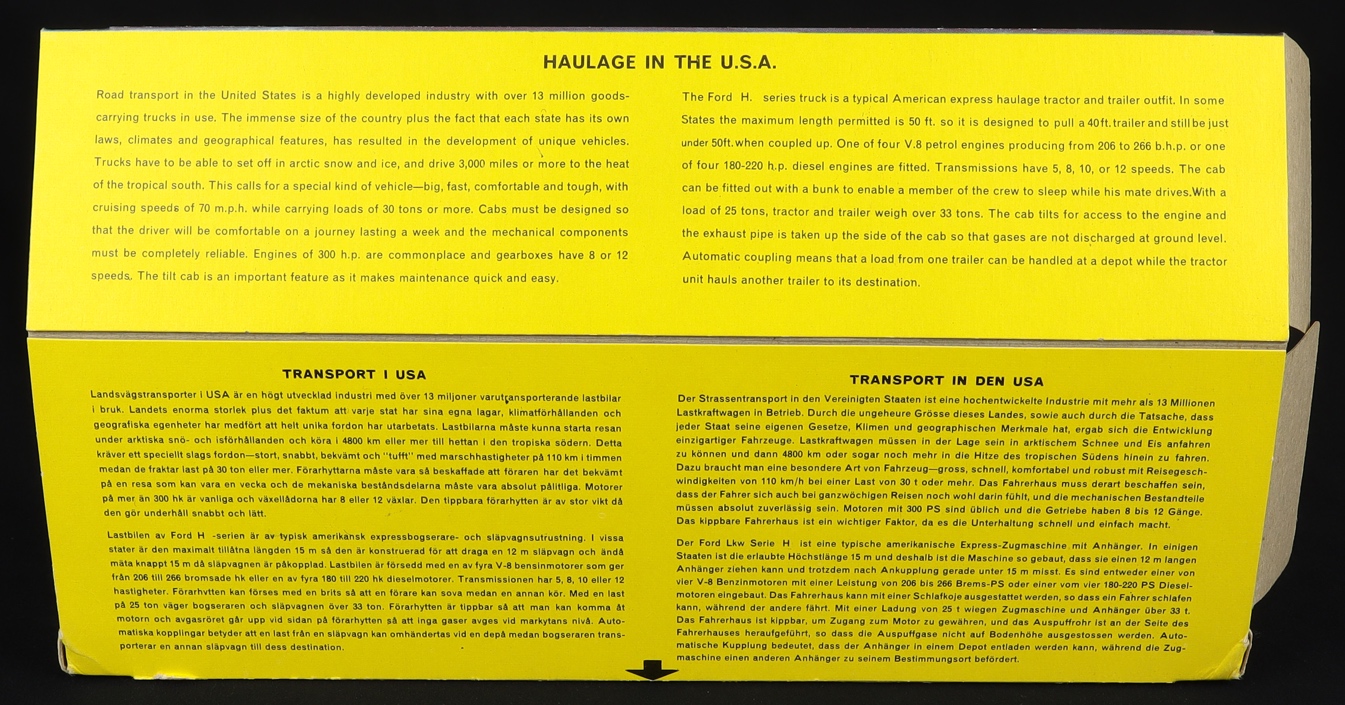 HAULAGE IN THE U.S.A.
Road transport in the United States is a highly developed industry with over 13 million goods-
carrying trucks in use. The immense size of the country plus the fact that each state has its own
laws, climates and geographical features, has resulted in the development of unique vehicles.
Trucks have to be able to set off in arctic snow and ice, and drive 3,000 miles or more to the heat
of the tropical south. This calls for a special kind of vehicle—big, fast, comfortable and tough, with
cruising speeds of 70 m.p.h. while carrying loads of 30 tons or more. Cabs must be designed so
that the driver will be comfortable on a journey lasting a week and the mechanical components
must be completely reliable. Engines of 300 h.p. are commonplace and gearboxes have 8 or 12
speeds. The tilt cab is an important feature as it makes maintenance quick and easy.
The Ford H. series truck is a typical American express haulage tractor and trailer outfit. In some
States the maximum length permitted is 50 ft. so it is designed to pull a 40ft. trailer and still be just
under 50ft. when coupled up. One of four V.8 petrol engines producing from 206 to 266 b.h.p. or one
of four 180-220 h.p. diesel engines are fitted. Transmissions have 5, 8, 10, or 12 speeds. The cab
can be fitted out with a bunk to enable a member of the crew to sleep while his mate drives.With a
load of 25 tons, tractor and trailer weigh over 33 tons. The cab tilts for access to the engine and
the exhaust pipe is taken up the side of the cab so that gases are not discharged at ground level.
Automatic coupling means that a load from one trailer can be handled at a depot while the tractor
unit hauls another trailer to its destination.
TRANSPORT I USA
Landsvägstransporter i USA är en högt utvecklad industri med över 13 miljoner varutransporterande lastbilar
i bruk. Landets enorma storlek plus det faktum att varje stat har sina egna lagar, klimatförhållanden och
geografiska egenheter har medfört att helt unika fordon har utarbetats. Lastbilarna måste kunna starta resan
under arktiska snö- och isförhållanden och köra i 4800 km eller mer till hettan i den tropiska södern. Detta
kräver ett speciellt slags fordon—stort, snabbt, bekvämt och "tufft" med marschhastigheter på 110 km i timmen
medan de fraktar last på 30 ton eller mer. Förarhyttarna måste vara så beskaffade att föraren har det bekvämt
på en resa som kan vara en vecka och de mekaniska beståndsdelarna måste vara absolut pålitliga. Motorer
på mer än 300 hk är vanliga och växellådorna har 8 eller 12 växlar. Den tippbara förarhytten är av stor vikt då
den gör underhåll snabbt och lätt.
Lastbilen av Ford H -serien är av typisk amerikansk expressbogserare- och släpvagnsutrustning. I vissa
stater är den maximalt tillåtna längden 15 m så den är konstruerad för att draga en 12 m släpvagn och ändå
mäta knappt 15 m då släpvagnen är påkopplad. Lastbilen är försedd med en av fyra V-8 bensinmotorer som ger
från 206 till 266 bromsade hk eller en av fyra 180 till 220 hk dieselmotorer. Transmissionen har 5, 8, 10 eller 12
hastigheter. Förarhvtten kan förses med en brits så att en förare kan sova medan en annan kör. Med en last
på 25 ton väger bogseraren och släpvagnen över 33 ton. Förarhytten är tippbar så att man kan komma åt
motorn och avgasröret går upp vid sidan på förarhytten så att inga gaser avges vid markytans nivå. Auto-
matiska kopplingar betyder att en last från en släpvagn kan omhändertas vid en depå medan bogseraren trans-
porterar en annan släpvagn till dess destination.
TRANSPORT IN DEN USA
Der Strassentransport in den Vereinigten Staaten ist eine hochentwickelte Industrie mit mehr als 13 Millionen
Lastkraftwagen in Betrieb. Durch die ungeheure Grösse dieses Landes, sowie auch durch die Tatsache, dass
jeder Staat seine eigenen Gesetze, Klimen und geographischen Merkmale hat, ergab sich die Entwicklung
einzigartiger Fahrzeuge. Lastkraftwagen müssen in der Lage sein in arktischem Schnee und Eis anfahren
zu können und dann 4800 km oder sogar noch mehr in die Hitze des tropischen Südens hinein zu fahren.
Dazu braucht man eine besondere Art von Fahrzeug—gross, schnell, komfortabel und robust mit Reisegesch-
windigkeiten von 110 km/h bei einer Last von 30 t oder mehr. Das Fahrerhaus muss derart beschaffen sein,
dass der Fahrer sich auch bei ganzwöchigen Reisen noch wohl darin fühlt, und die mechanischen Bestandteile
müssen absolut zuverlässig sein. Motoren mit 300 PS sind üblich und die Getriebe haben 8 bis 12 Gänge.
Das kippbare Fahrerhaus ist ein wichtiger Faktor, da es die Unterhaltung schnell und einfach macht.
Der Ford Lkw Serie H ist eine typische amerikanische Express-Zugmaschine mit Anhänger. In einigen
Staaten ist die erlaubte Höchstlänge 15 m und deshalb ist die Maschine so gebaut, dass sie einen 12 m langen
Anhänger ziehen kann und trotzdem nach Ankupplung gerade unter 15 m misst. Es sind entweder einer von
vier V-8 Benzinmotoren mit einer Leistung von 206 bis 266 Brems-PS oder einer vom vier 180-220 PS Diesel-
motoren eingebaut. Das Fahrerhaus kann mit einer Schlafkoje ausgestattet werden, so dass ein Fahrer schlafen
kann, während der andere fährt. Mit einer Ladung von 25 t wiegen Zugmaschine und Anhänger über 33 t.
Das Fahrerhaus ist kippbar, um Zugang zum Motor zu gewähren, und das Auspuffrohr ist an der Seite des
Fahrerhauses heraufgeführt, so dass die Auspuffgase nicht auf Bodenhöhe ausgestossen werden. Auto-
matische Kupplung bedeutet, dass der Anhänger in einem Depot entladen werden kann, während die Zug-
maschine einen anderen Anhänger zu seinem Bestimmungsort befördert.